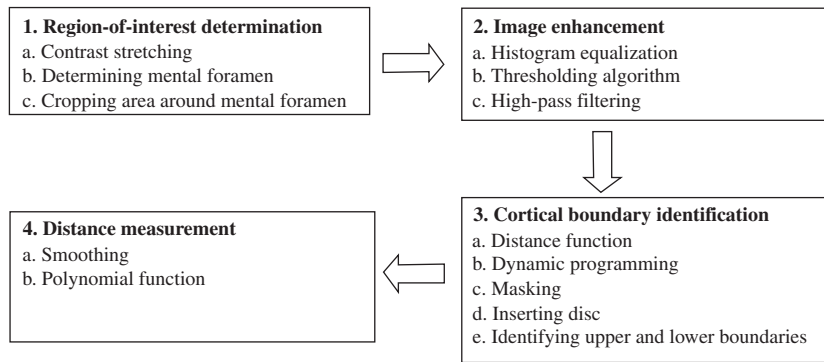 1. Region-of-interest determination
a. Contrast stretching
b. Determining mental foramen
c. Cropping area around mental foramen
2. Image enhancement
a. Histogram equalization
b. Thresholding algorithm
c. High-pass filtering
3. Cortical boundary identification
a. Distance function
b. Dynamic programming
c. Masking
d. Inserting disc
e. Identifying upper and lower boundaries
4. Distance measurement
a. Smoothing
b. Polynomial function